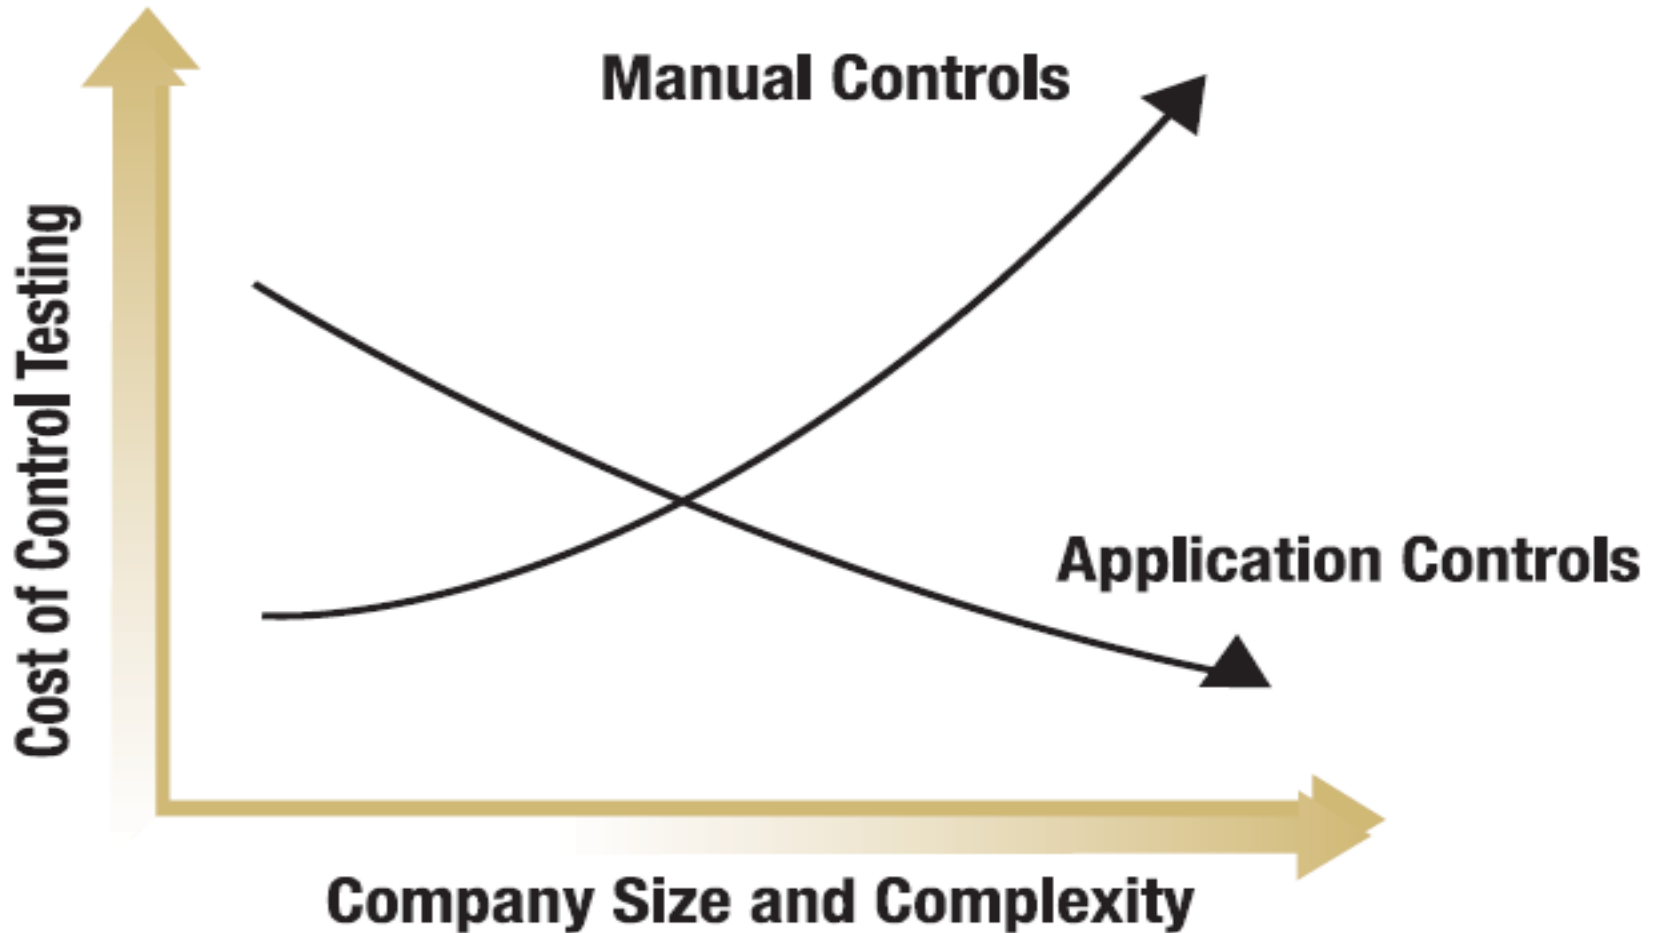 Manual Controls
Cost of Control Testing
Application Controls
Company Size and Complexity